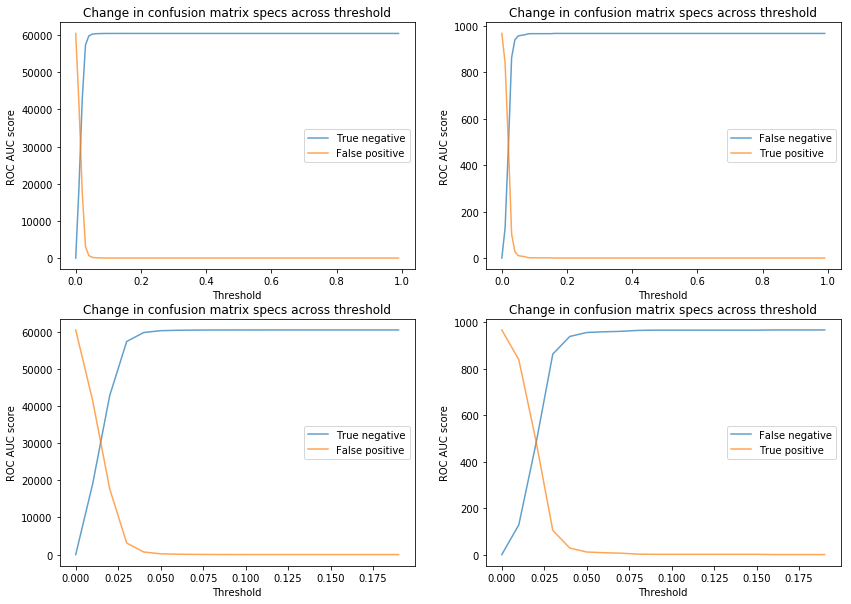 Change in confusion matrix specs across threshold
ROC AUC score
60000
50000
40000
30000
20000
10000
0
True negative
False positive
0.0 0.2 0.4 0.6 0.8 1.0
Threshold
Change in confusion matrix specs across threshold
ROC AUC score
1000
800
600
400
200
0
False negative
True positive
0.0 0.2 0.4 0.6 0.8 1.0
Threshold
Change in confusion matrix specs across threshold
ROC AUC score
60000
50000
40000
30000
20000
10000
0
True negative
False positive
0.000 0.025 0.050 0.075 0.100 0.125 0.150 0.175
Threshold
Change in confusion matrix specs across threshold
ROC AUC score
1000
800
600
400
200
0
False negative
True positive
0.000 0.025 0.050 0.075 0.100 0.125 0.150 0.175
Threshold